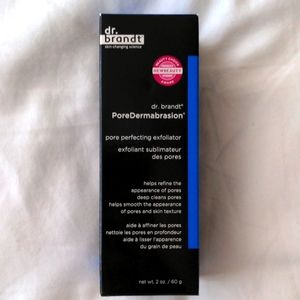 dr.
brandt®
skin-changing science
NEWBEAUTY
dr. brandt®
PoreDermabrasion®
pore perfecting exfoliator
exfoliant sublimateur
des pores
helps refine the
appearance of pores
deep cleans pores
helps smooth the appearance
of pores and skin texture
aide à affiner les pores
nettoie les pores en profondeur
aide à lisser l'apparence
du grain de peau
net wt. 2 oz. / 60 g